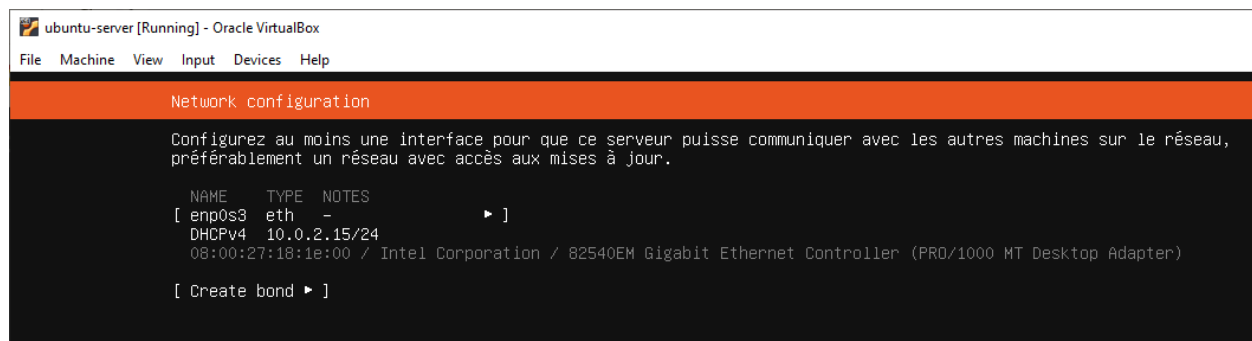 ubuntu-server [Running] - Oracle VirtualBox
File Machine View Input Devices Help
Network configuration
Configurez au moins une interface pour que ce serveur puisse communiquer avec les autres machines sur le réseau,
préférablement un réseau avec accès aux mises à jour.
NAME TYPE NOTES
[ enp0s3 eth - ▸ ]
DHCPv4 10.0.2.15/24
08:00:27:18:1e:00 / Intel Corporation / 82540EM Gigabit Ethernet Controller (PRO/1000 MT Desktop Adapter)
[ Create bond ▸ ]